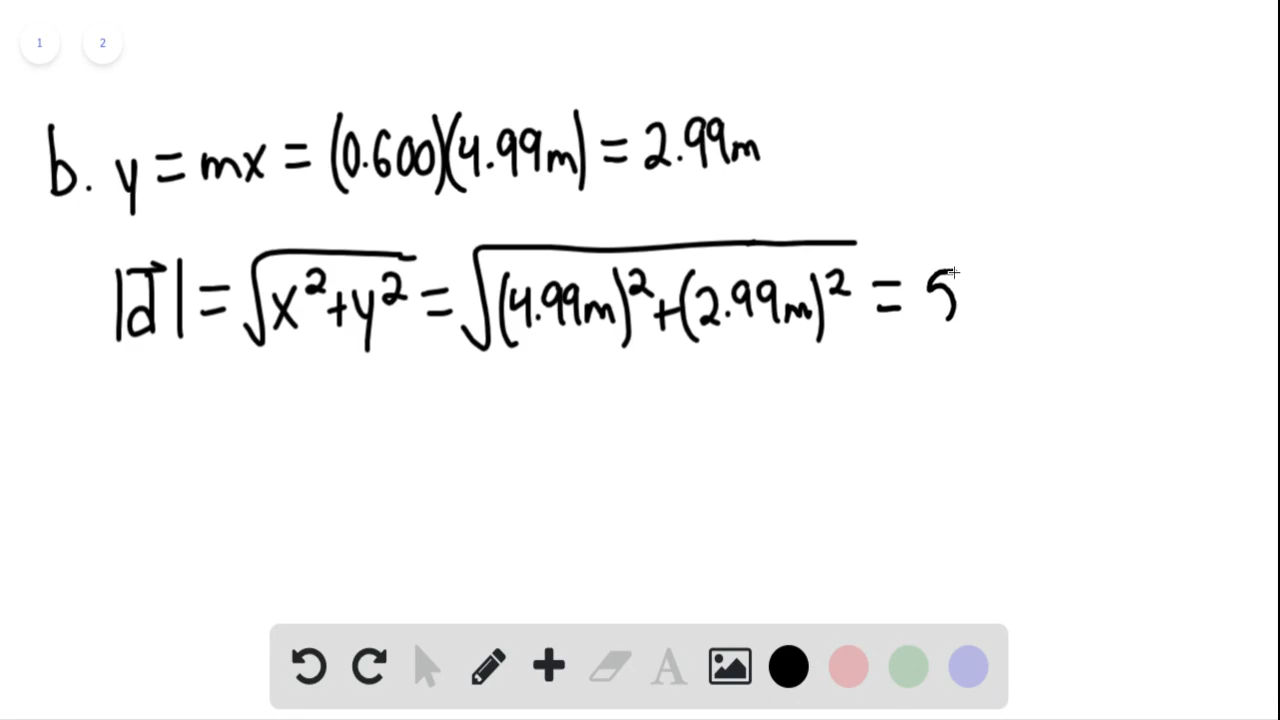 1 2
b. y = mx = (0.600)(4.99m) = 2.99m
|d⃗| = √(x²+y²) = √((4.99m)²+(2.99m)²) = 5
A